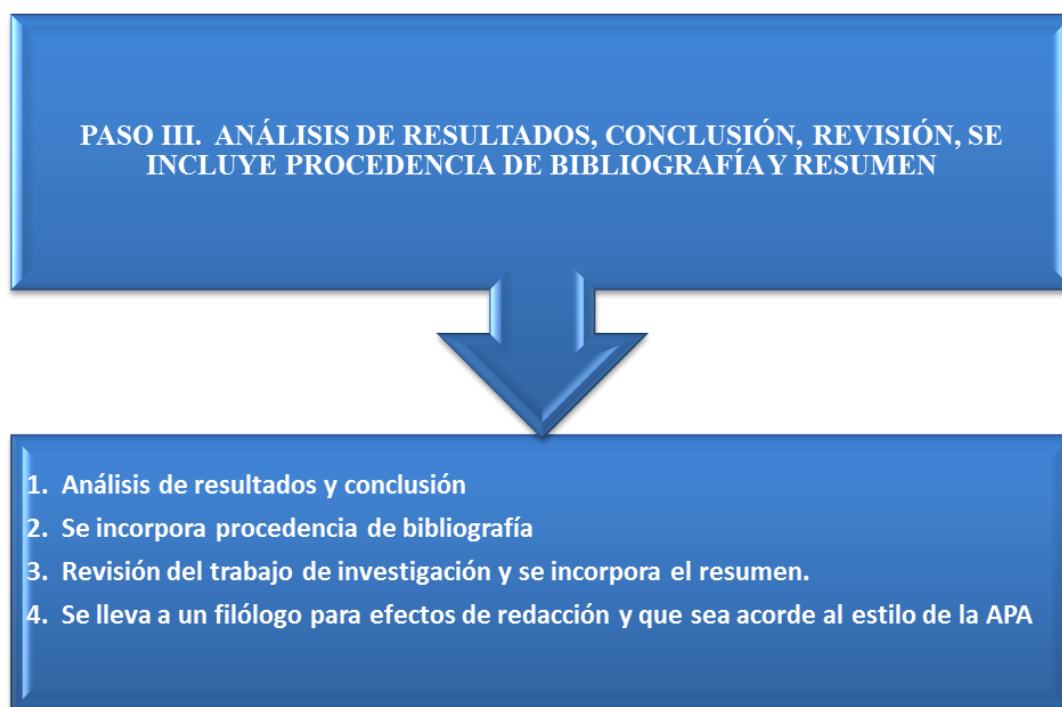 PASO III. ANÁLISIS DE RESULTADOS, CONCLUSIÓN, REVISIÓN, SE
INCLUYE PROCEDENCIA DE BIBLIOGRAFÍA Y RESUMEN
1. Análisis de resultados y conclusión
2. Se incorpora procedencia de bibliografía
3. Revisión del trabajo de investigación y se incorpora el resumen.
4. Se lleva a un filólogo para efectos de redacción y que sea acorde al estilo de la APA